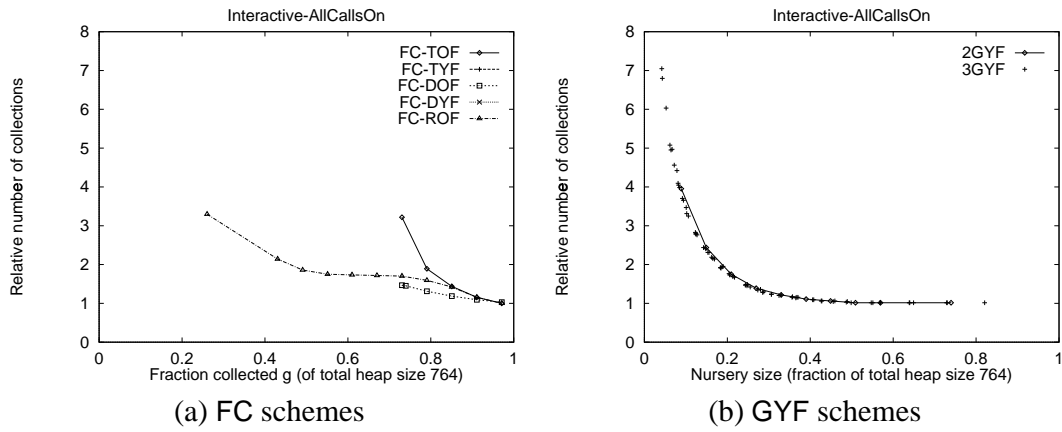 Interactive-AllCallsOn
8
7
6
5
4
3
2
1
0
Relative number of collections
FC-TOF
FC-TYF
FC-DOF
FC-DYF
FC-ROF
0 0.2 0.4 0.6 0.8 1
Fraction collected g (of total heap size 764)
(a) FC schemes
Interactive-AllCallsOn
8
7
6
5
4
3
2
1
0
Relative number of collections
2GYF
3GYF
0 0.2 0.4 0.6 0.8 1
Nursery size (fraction of total heap size 764)
(b) GYF schemes